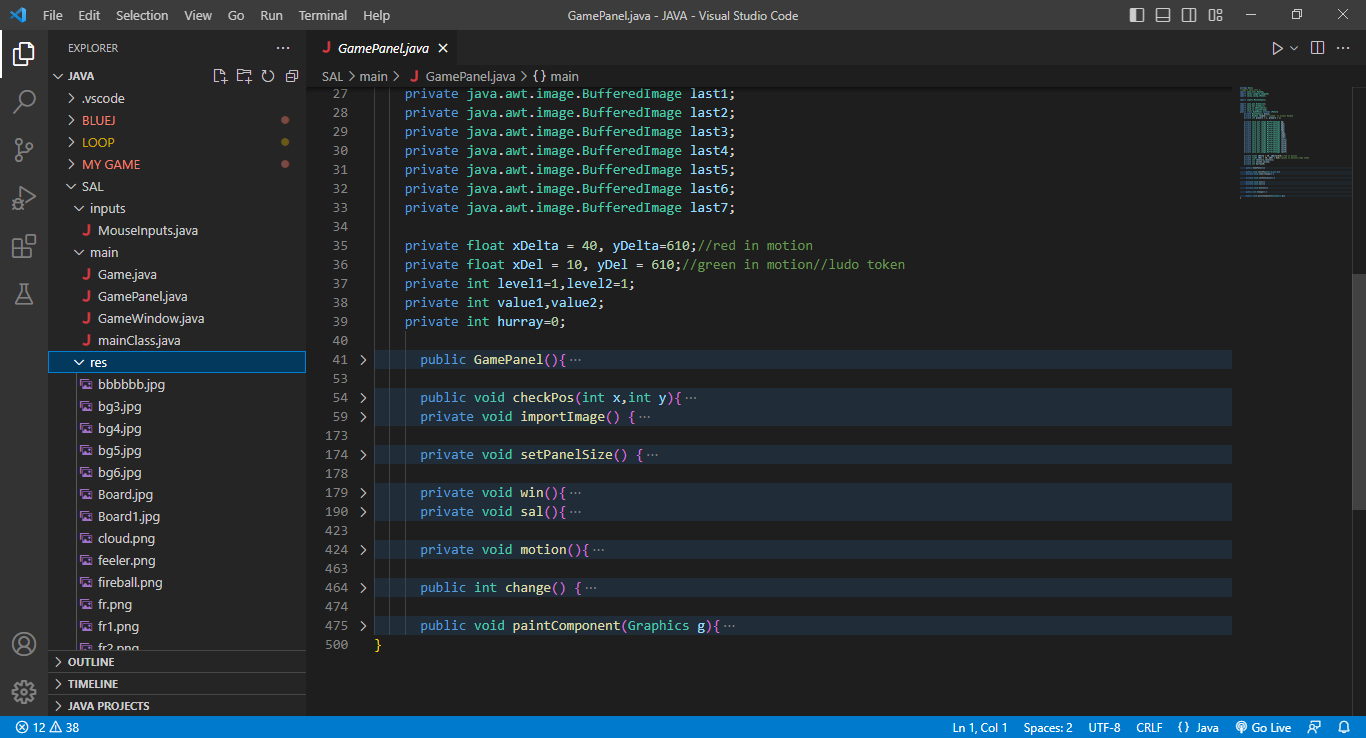 File Edit Selection View Go Run Terminal Help GamePanel.java - JAVA - Visual Studio Code
EXPLORER
JAVA
.vscode
BLUEJ
LOOP
MY GAME
SAL
inputs
MouseInputs.java
main
Game.java
GamePanel.java
GameWindow.java
mainClass.java
res
bbbbbb.jpg
bg3.jpg
bg4.jpg
bg5.jpg
bg6.jpg
Board.jpg
Board1.jpg
cloud.png
feeler.png
fireball.png
fr.png
fr1.png
fr2.png
OUTLINE
TIMELINE
JAVA PROJECTS
GamePanel.java
SAL > main > GamePanel.java > {} main
27 private java.awt.image.BufferedImage last1;
28 private java.awt.image.BufferedImage last2;
29 private java.awt.image.BufferedImage last3;
30 private java.awt.image.BufferedImage last4;
31 private java.awt.image.BufferedImage last5;
32 private java.awt.image.BufferedImage last6;
33 private java.awt.image.BufferedImage last7;
34
35 private float xDelta = 40, yDelta=610;//red in motion
36 private float xDel = 10, yDel = 610;//green in motion//ludo token
37 private int level1=1,level2=1;
38 private int value1,value2;
39 private int hurray=0;
40
41 public GamePanel(){ ···
53
54 public void checkPos(int x,int y){ ···
59 private void importImage() { ···
173
174 private void setPanelSize() { ···
178
179 private void win(){ ···
190 private void sal(){ ···
423
424 private void motion(){ ···
463
464 public int change() { ···
474
475 public void paintComponent(Graphics g){ ···
500 }
12 38 Ln 1, Col 1 Spaces: 2 UTF-8 CRLF {} Java Go Live